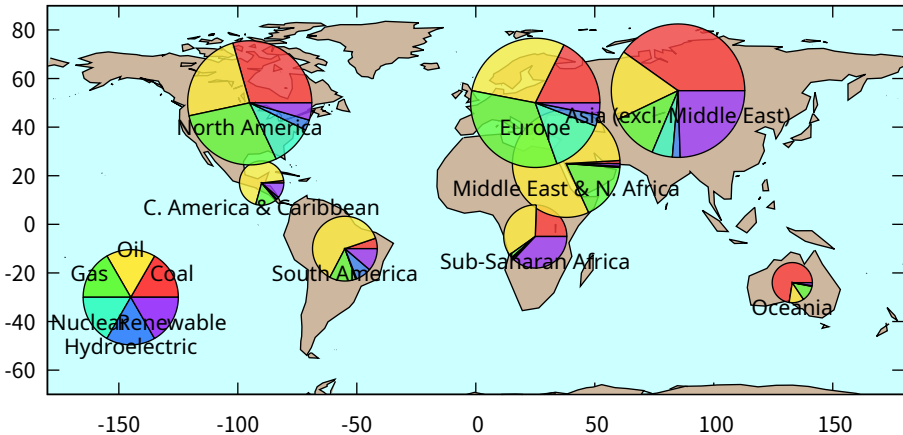 80
60
40
20
0
-20
-40
-60
North America
Europe
Asia (excl. Middle East)
Middle East & N. Africa
C. America & Caribbean
Sub-Saharan Africa
South America
Oceania
Oil
Gas
Coal
Nuclear
Renewable
Hydroelectric
-150
-100
-50
0
50
100
150